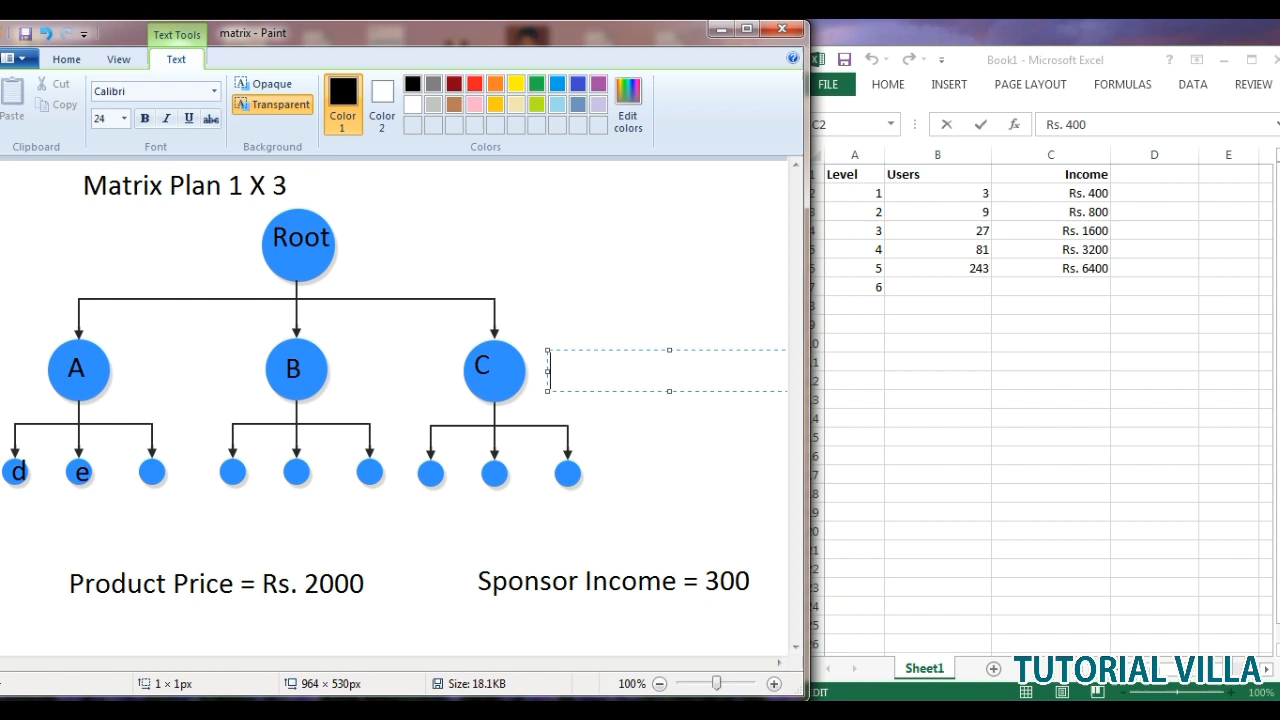 Text Tools
matrix - Paint
Home View Text
Cut
Copy
Paste
Clipboard
Calibri
24 B I U abc
Font
Opaque
Transparent
Background
Color 1
Color 2
Edit colors
Colors
Matrix Plan 1 X 3
Root
A B C
d e
Product Price = Rs. 2000 Sponsor Income = 300
1 × 1px 964 × 530px Size: 18.1KB 100%
Book1 - Microsoft Excel ?
FILE HOME INSERT PAGE LAYOUT FORMULAS DATA REVIEW
C2 fx Rs. 400
A B C D E
Level Users Income
1 3 Rs. 400
2 9 Rs. 800
3 27 Rs. 1600
4 81 Rs. 3200
5 243 Rs. 6400
6
Sheet1
TUTORIAL VILLA
EDIT 100%